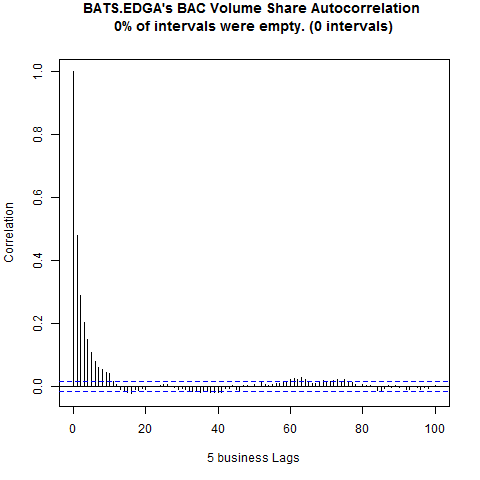 BATS.EDGA's BAC Volume Share Autocorrelation
0% of intervals were empty. (0 intervals)
Correlation
1.0
0.8
0.6
0.4
0.2
0.0
0 20 40 60 80 100
5 business Lags